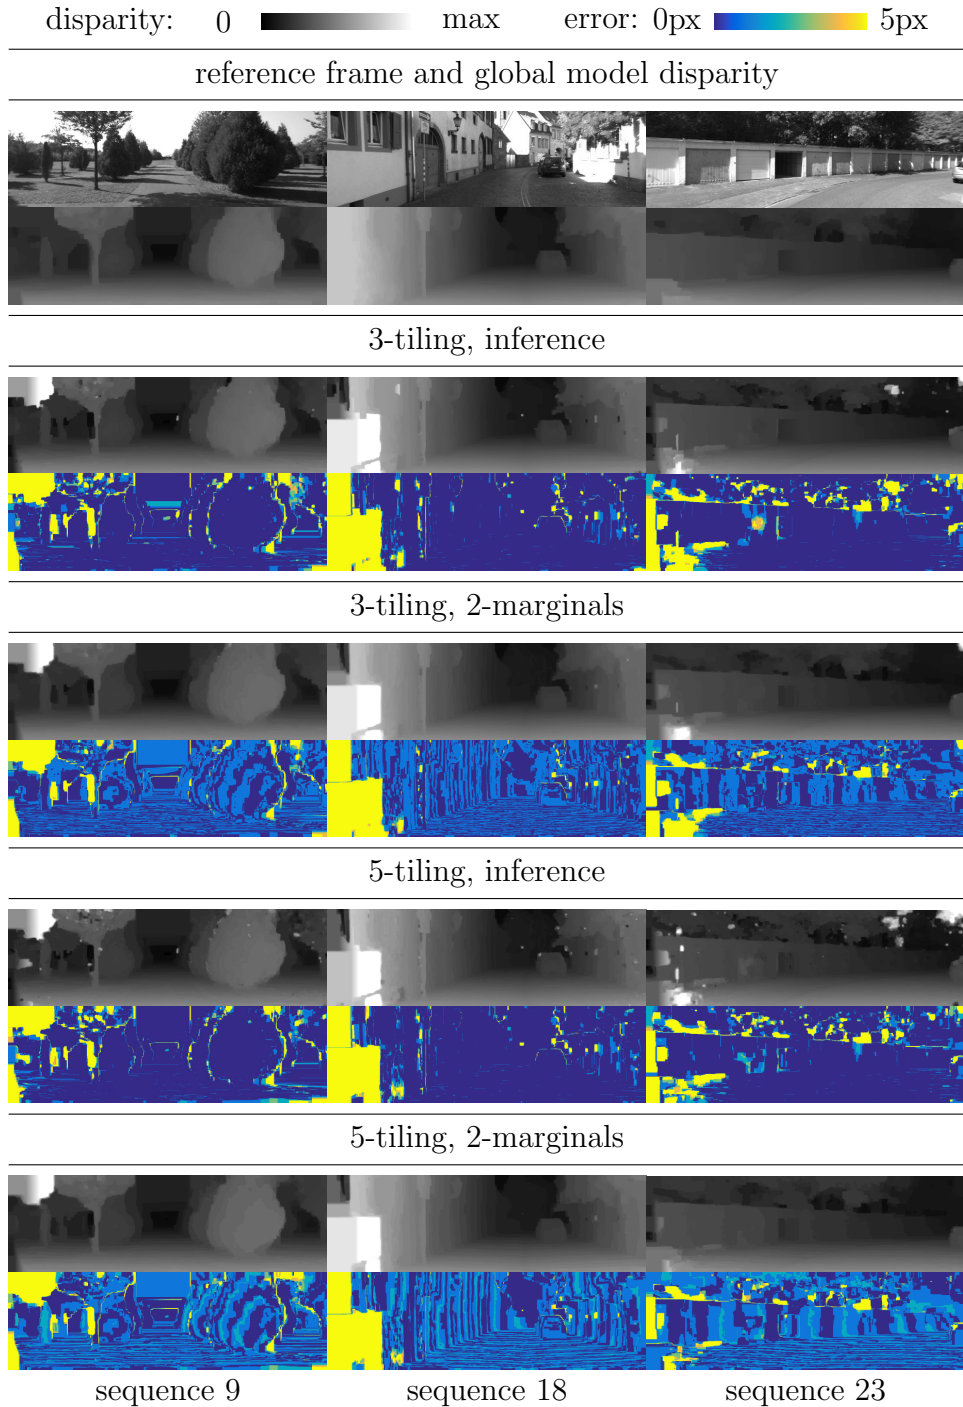 disparity: 0 max error: 0px 5px
reference frame and global model disparity
3-tiling, inference
3-tiling, 2-marginals
5-tiling, inference
5-tiling, 2-marginals
sequence 9 sequence 18 sequence 23